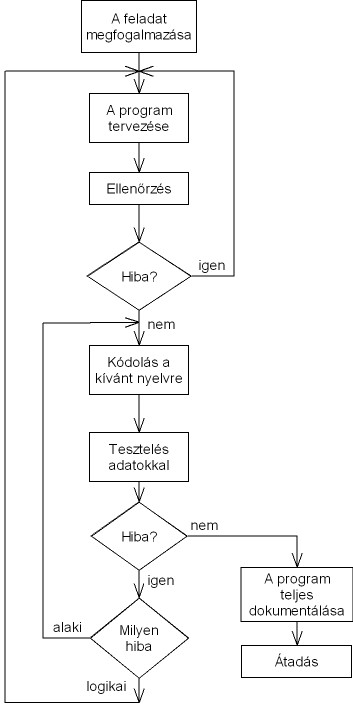 A feladat
megfogalmazása
A program
tervezése
Ellenőrzés
Hiba?
igen
nem
Kódolás a
kívánt nyelvre
Tesztelés
adatokkal
Hiba?
nem
igen
A program
teljes
dokumentálása
Milyen
hiba
alaki
Átadás
logikai